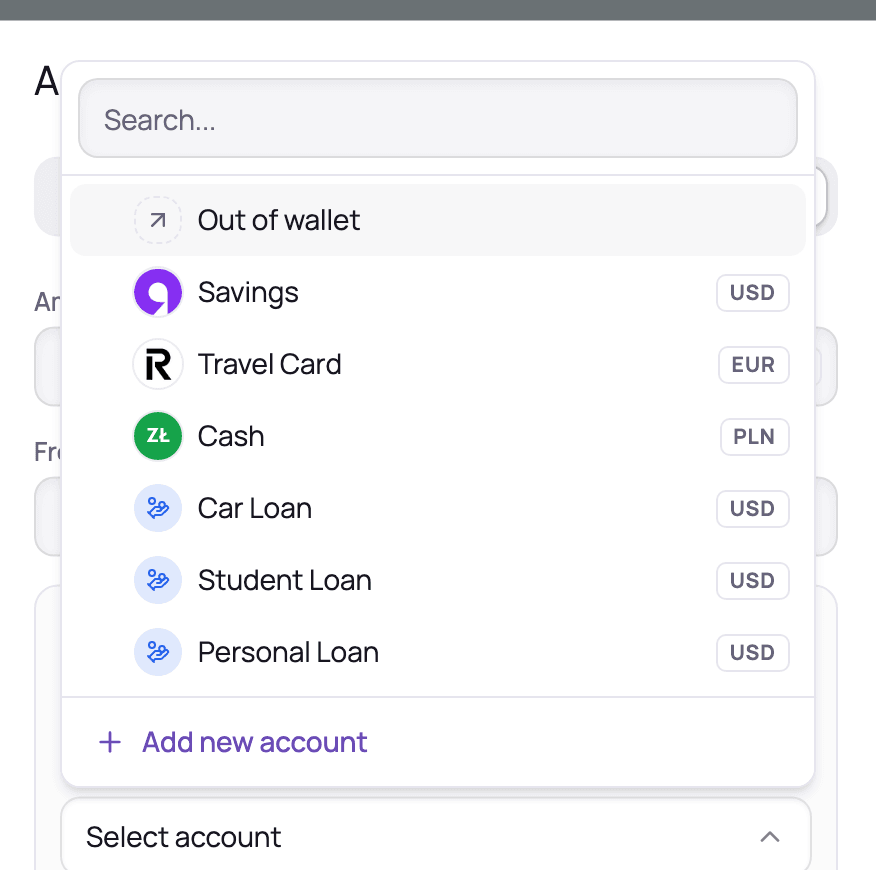 A
Search...
Out of wallet
Savings USD
Travel Card EUR
ZŁ Cash PLN
Car Loan USD
Student Loan USD
Personal Loan USD
Add new account
Select account